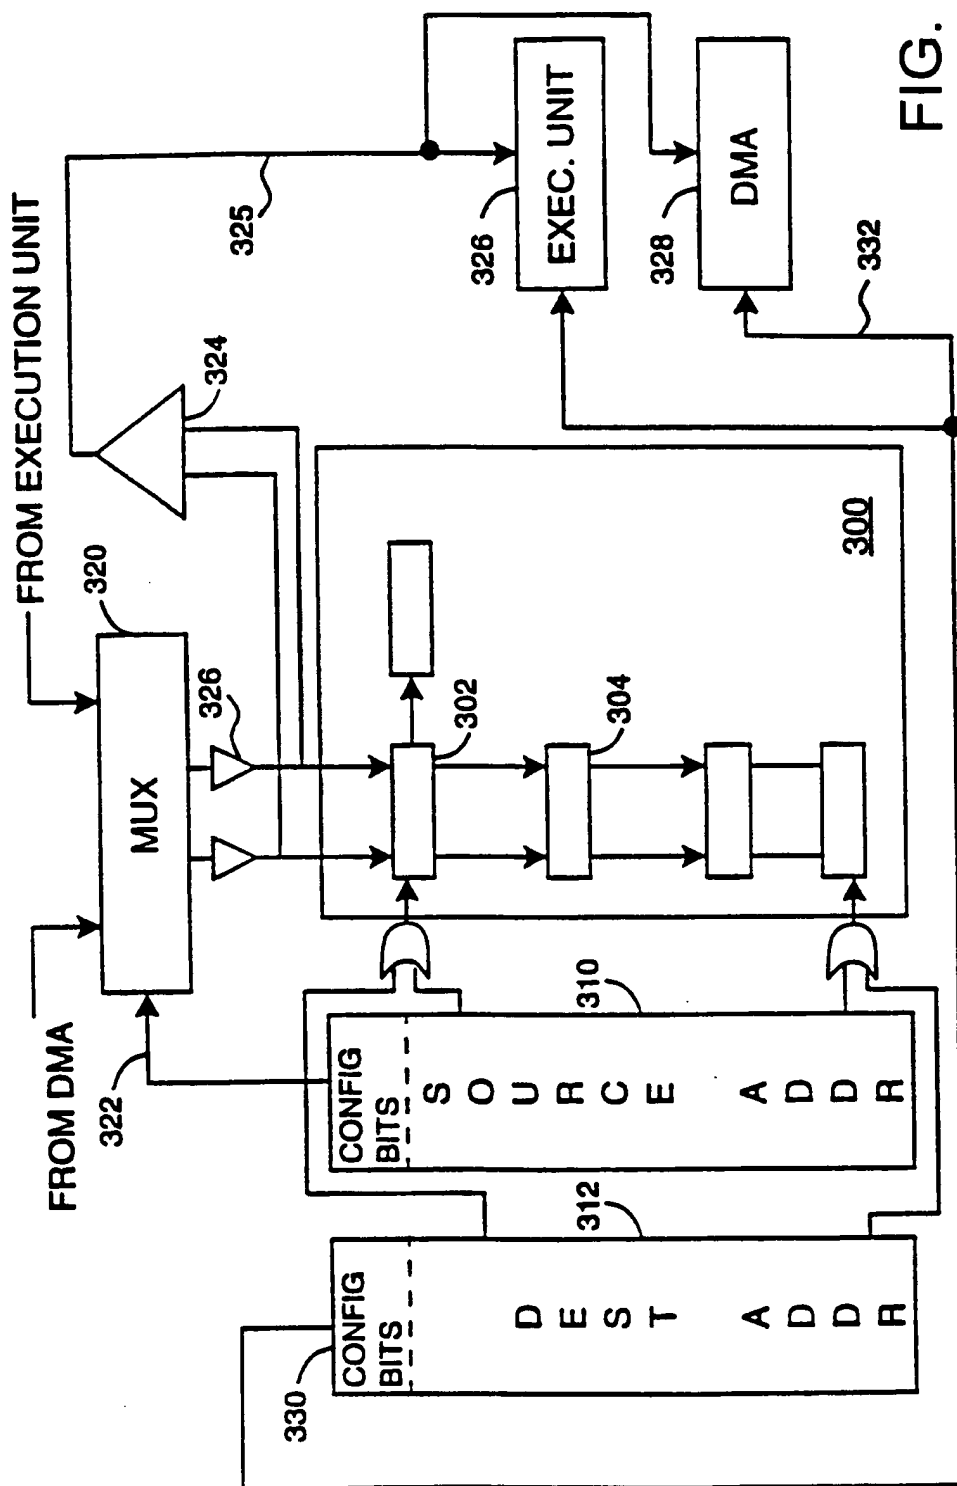 FROM EXECUTION UNIT
FROM DMA
320
MUX
322
326
324
325
EXEC. UNIT
326
DMA
328
332
302
304
300
310
CONFIG
BITS
SOURCE ADDR
312
330
CONFIG
BITS
DEST ADDR
FIG.